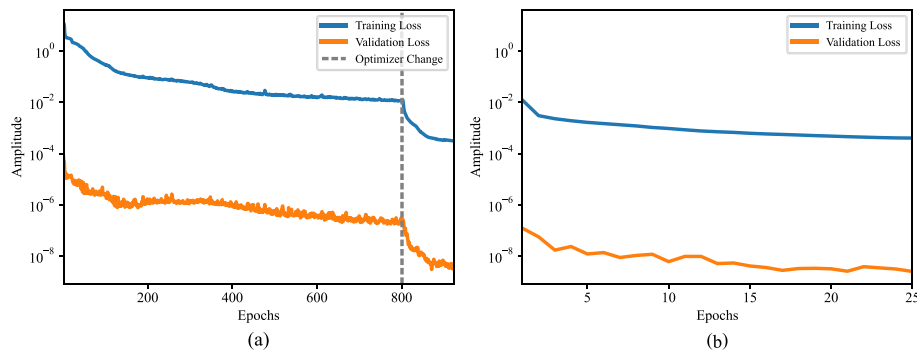 Training Loss
Validation Loss
Optimizer Change
10^0
10^-2
10^-4
10^-6
10^-8
Amplitude
200
400
600
800
Epochs
(a)
Training Loss
Validation Loss
10^0
10^-2
10^-4
10^-6
10^-8
Amplitude
5
10
15
20
25
Epochs
(b)